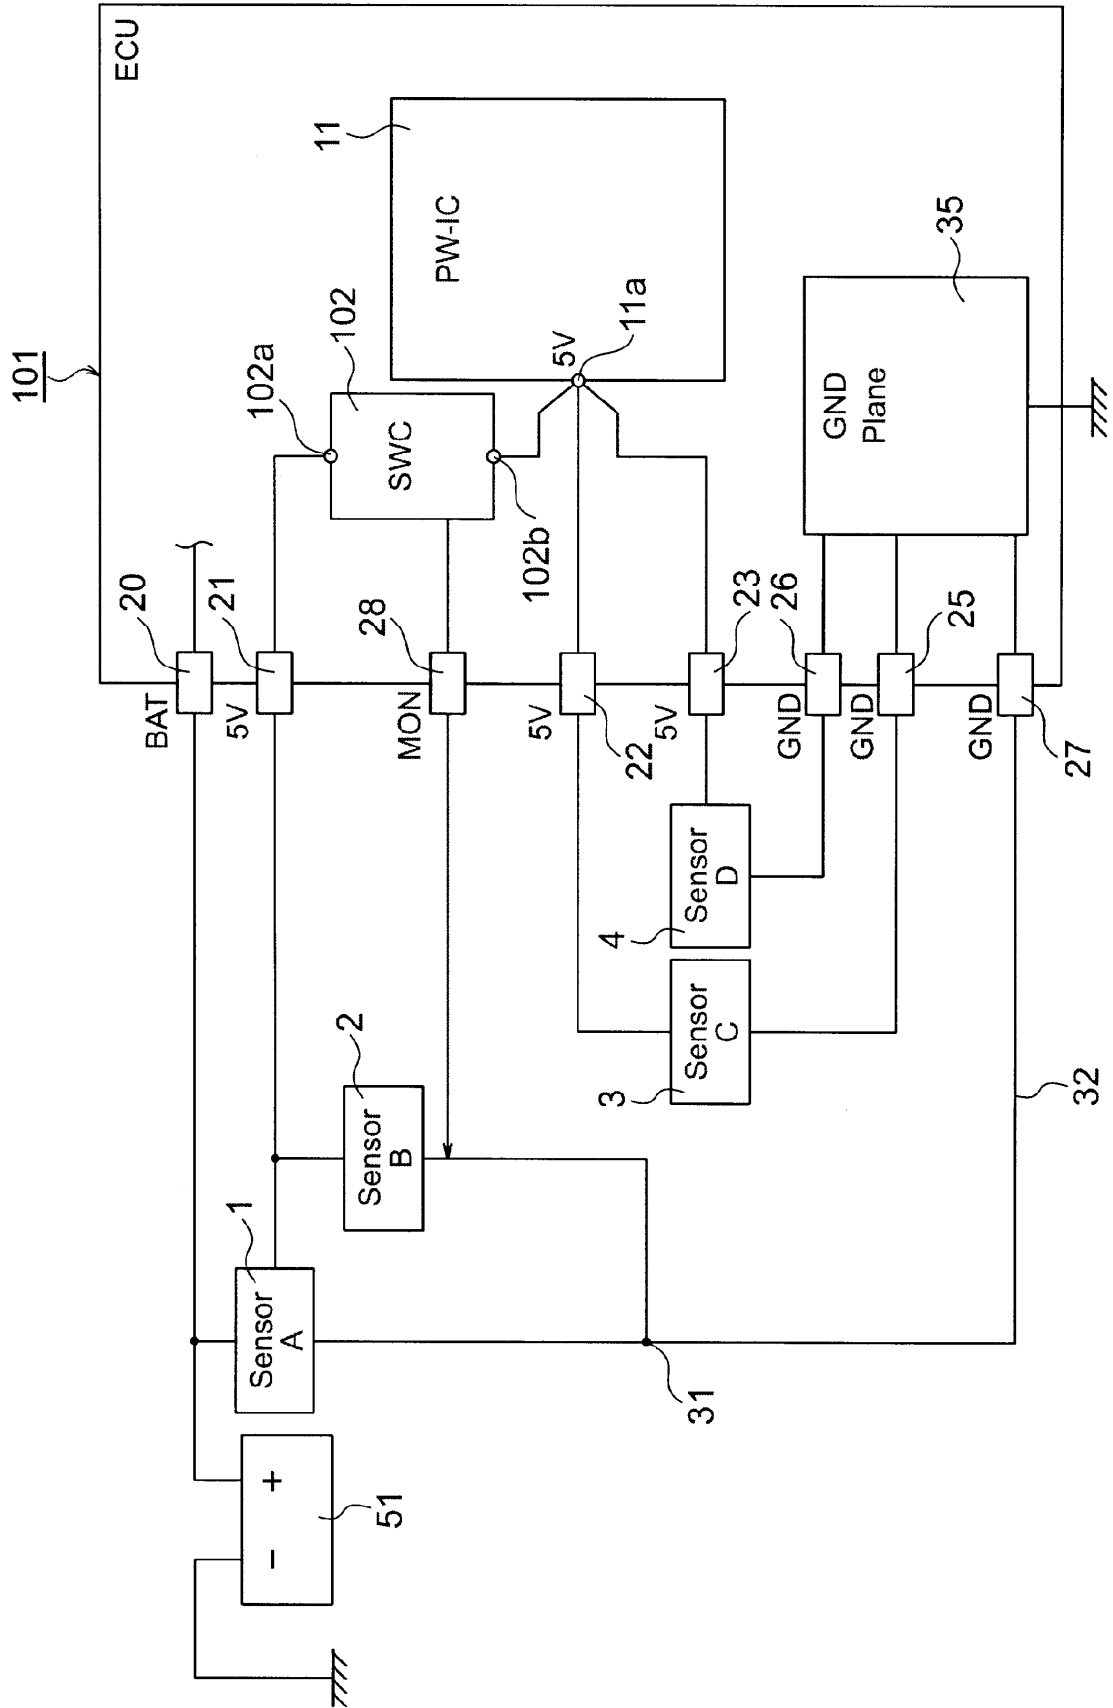 101
ECU
11
PW-IC
5V
11a
102
102a
SWC
102b
35
GND
Plane
20
BAT
21
5V
28
MON
5V
22
23
5V
26
GND
25
GND
GND
27
Sensor
D
4
Sensor
C
3
32
2
Sensor
B
1
Sensor
A
31
+
−
51